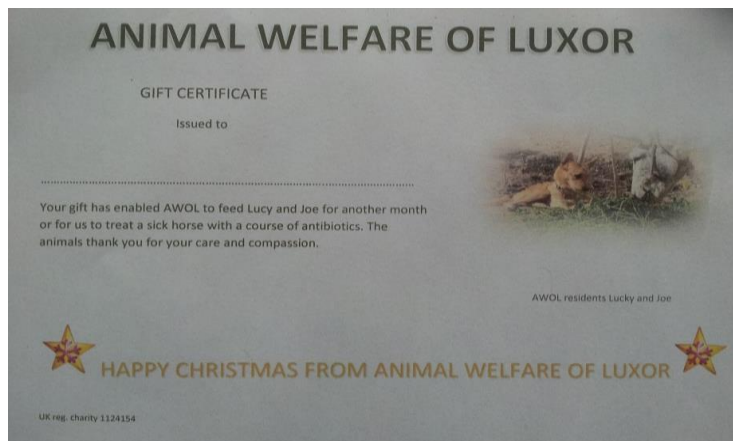 ANIMAL WELFARE OF LUXOR
GIFT CERTIFICATE
Issued to
Your gift has enabled AWOL to feed Lucy and Joe for another month
or for us to treat a sick horse with a course of antibiotics. The
animals thank you for your care and compassion.
AWOL residents Lucky and Joe
HAPPY CHRISTMAS FROM ANIMAL WELFARE OF LUXOR
UK reg. charity 1124154